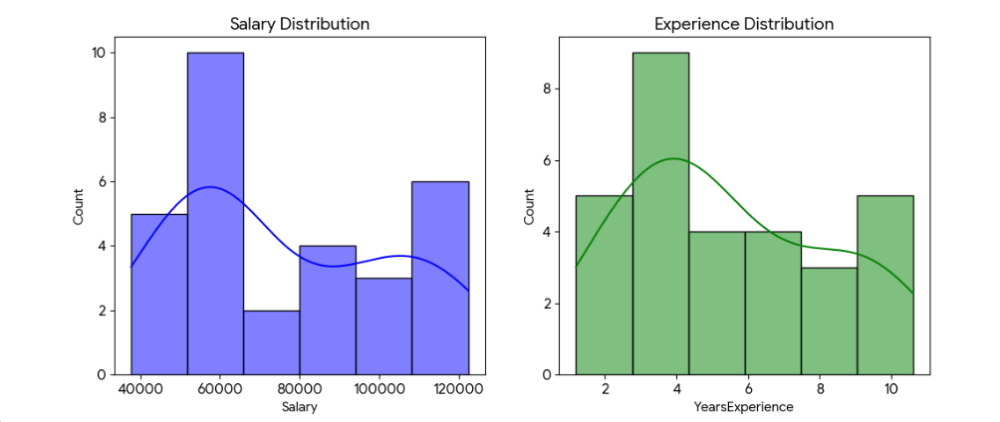 Salary Distribution
Count
10
8
6
4
2
0
40000 60000 80000 100000 120000
Salary
Experience Distribution
Count
8
6
4
2
0
2 4 6 8 10
YearsExperience